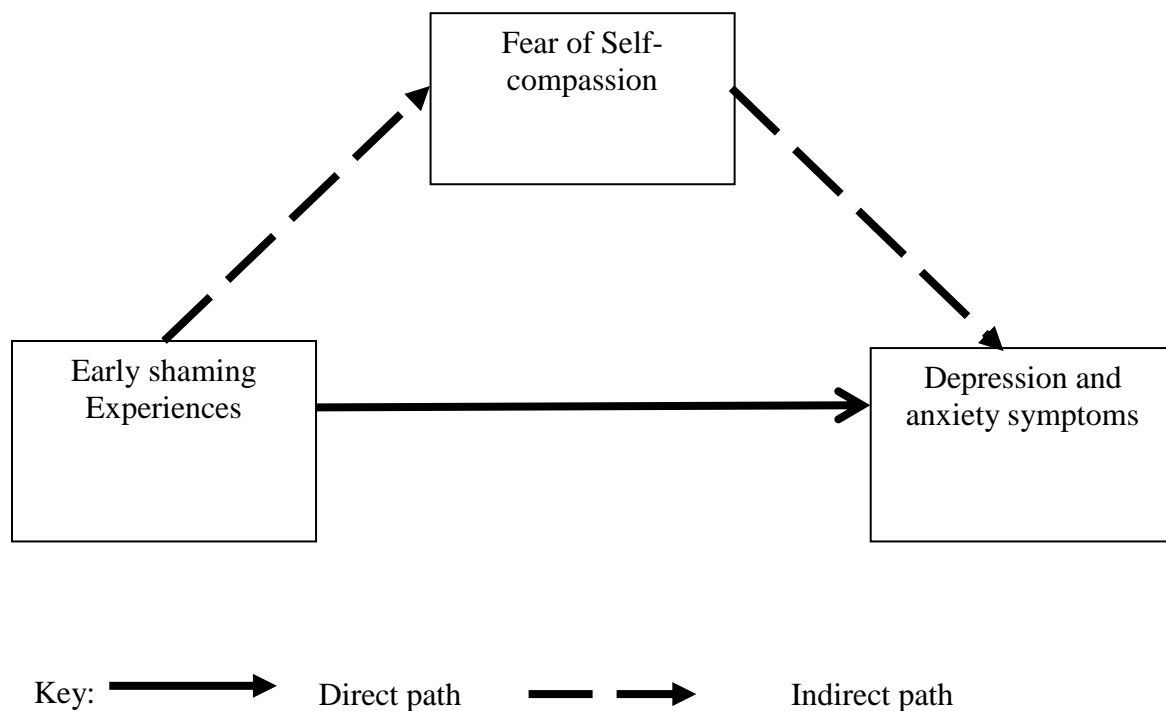 Fear of Self-
compassion
Early shaming
Experiences
Depression and
anxiety symptoms
Key: Direct path Indirect path